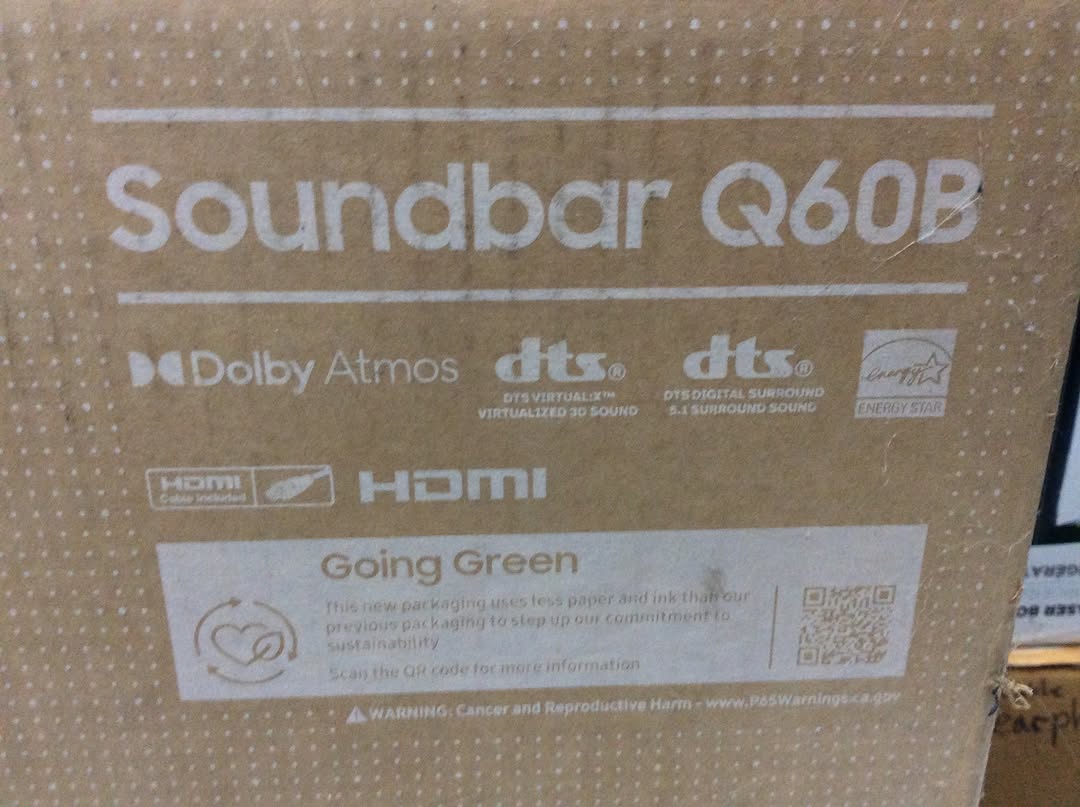 Soundbar Q60B
Dolby Atmos
dts®
DTS VIRTUAL:X™
VIRTUALIZED 3D SOUND
dts®
DTS DIGITAL SURROUND
5.1 SURROUND SOUND
energy
ENERGY STAR
HDMI
Cable Included
HDMI
Going Green
This new packaging uses less paper and ink than our
previous packaging to step up our commitment to
sustainability
Scan the QR code for more information
WARNING: Cancer and Reproductive Harm - www.P65Warnings.ca.gov